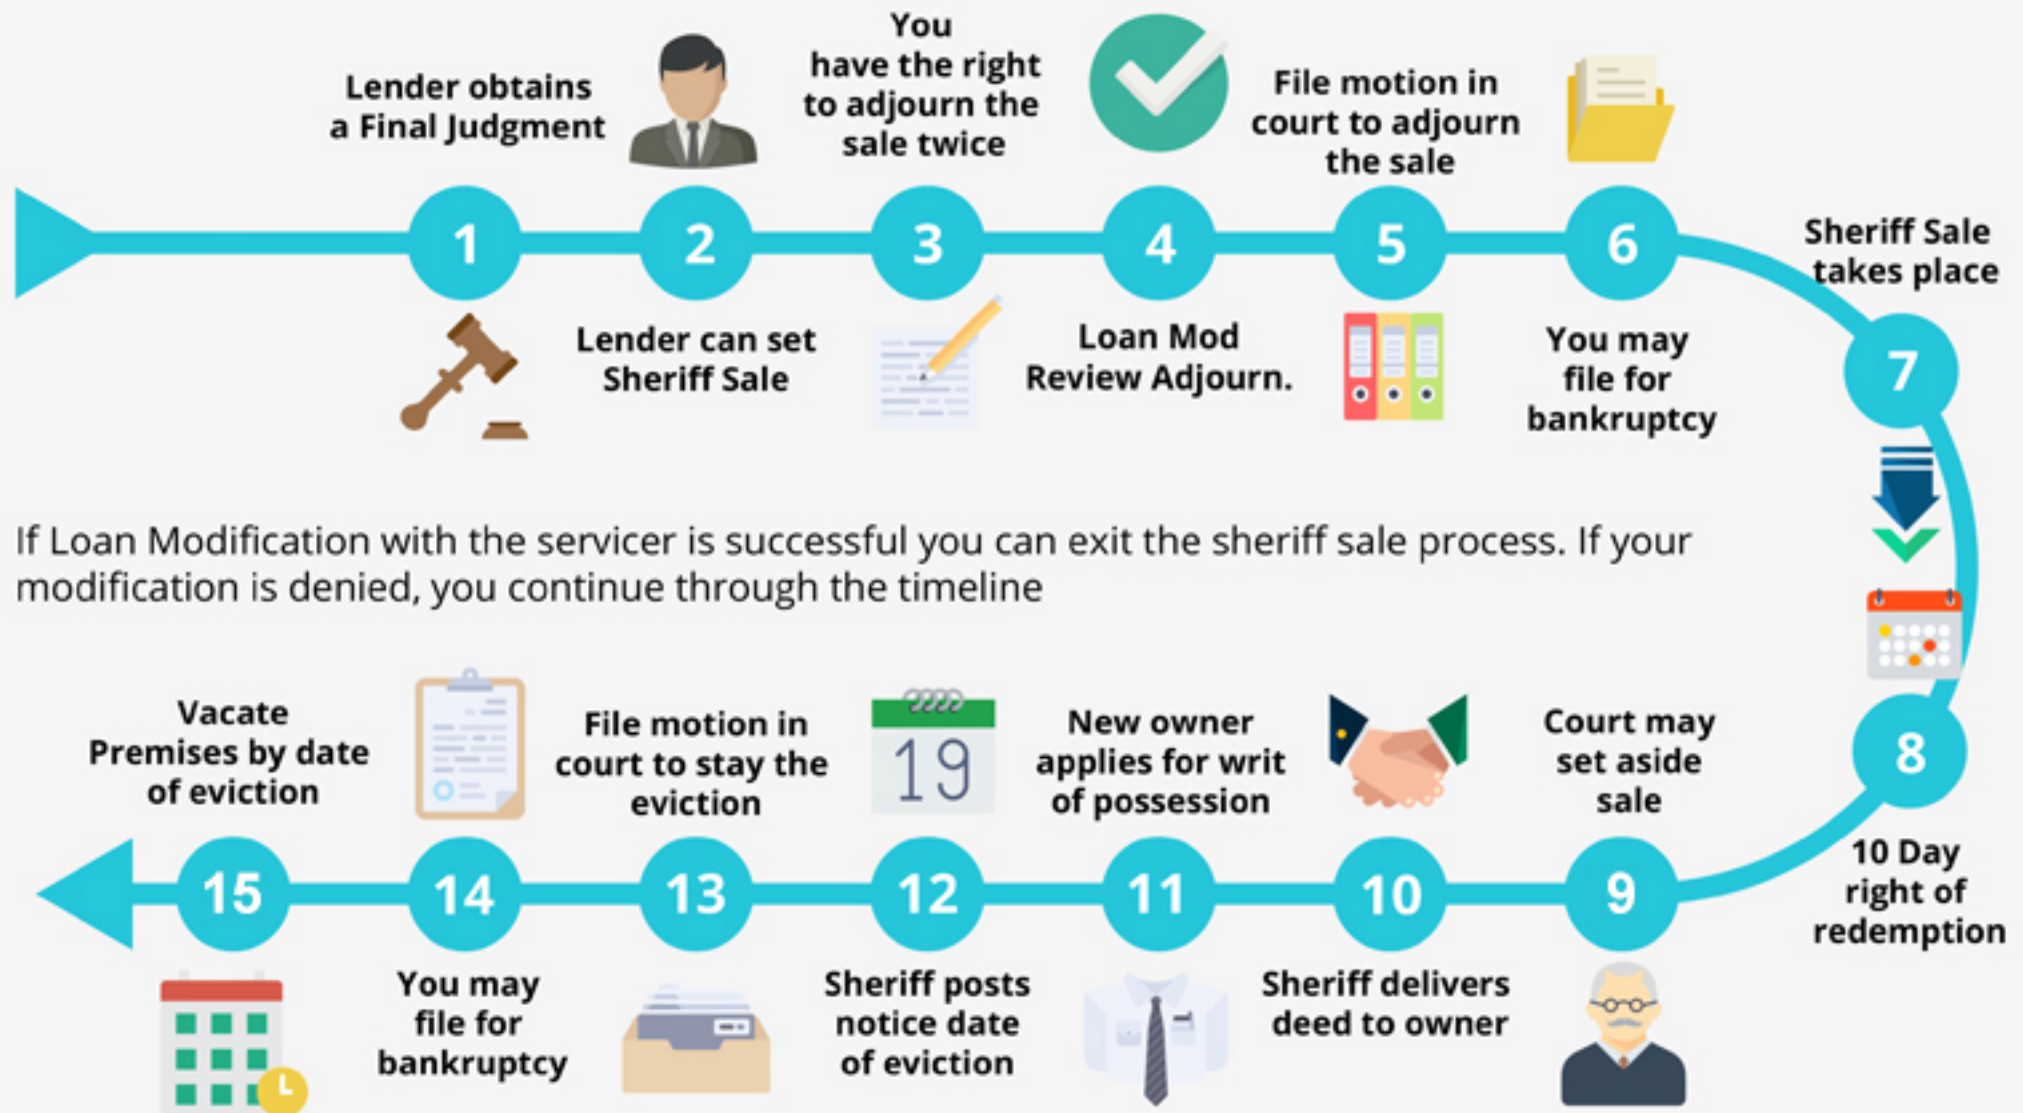 Lender obtains
a Final Judgment
You
have the right
to adjourn the
sale twice
File motion in
court to adjourn
the sale
1
2
3
4
5
6
Sheriff Sale
takes place
7
Lender can set
Sheriff Sale
Loan Mod
Review Adjourn.
You may
file for
bankruptcy
If Loan Modification with the servicer is successful you can exit the sheriff sale process. If your
modification is denied, you continue through the timeline
8
10 Day
right of
redemption
Vacate
Premises by date
of eviction
File motion in
court to stay the
eviction
19
New owner
applies for writ
of possession
Court may
set aside
sale
15
14
13
12
11
10
9
You may
file for
bankruptcy
Sheriff posts
notice date
of eviction
Sheriff delivers
deed to owner